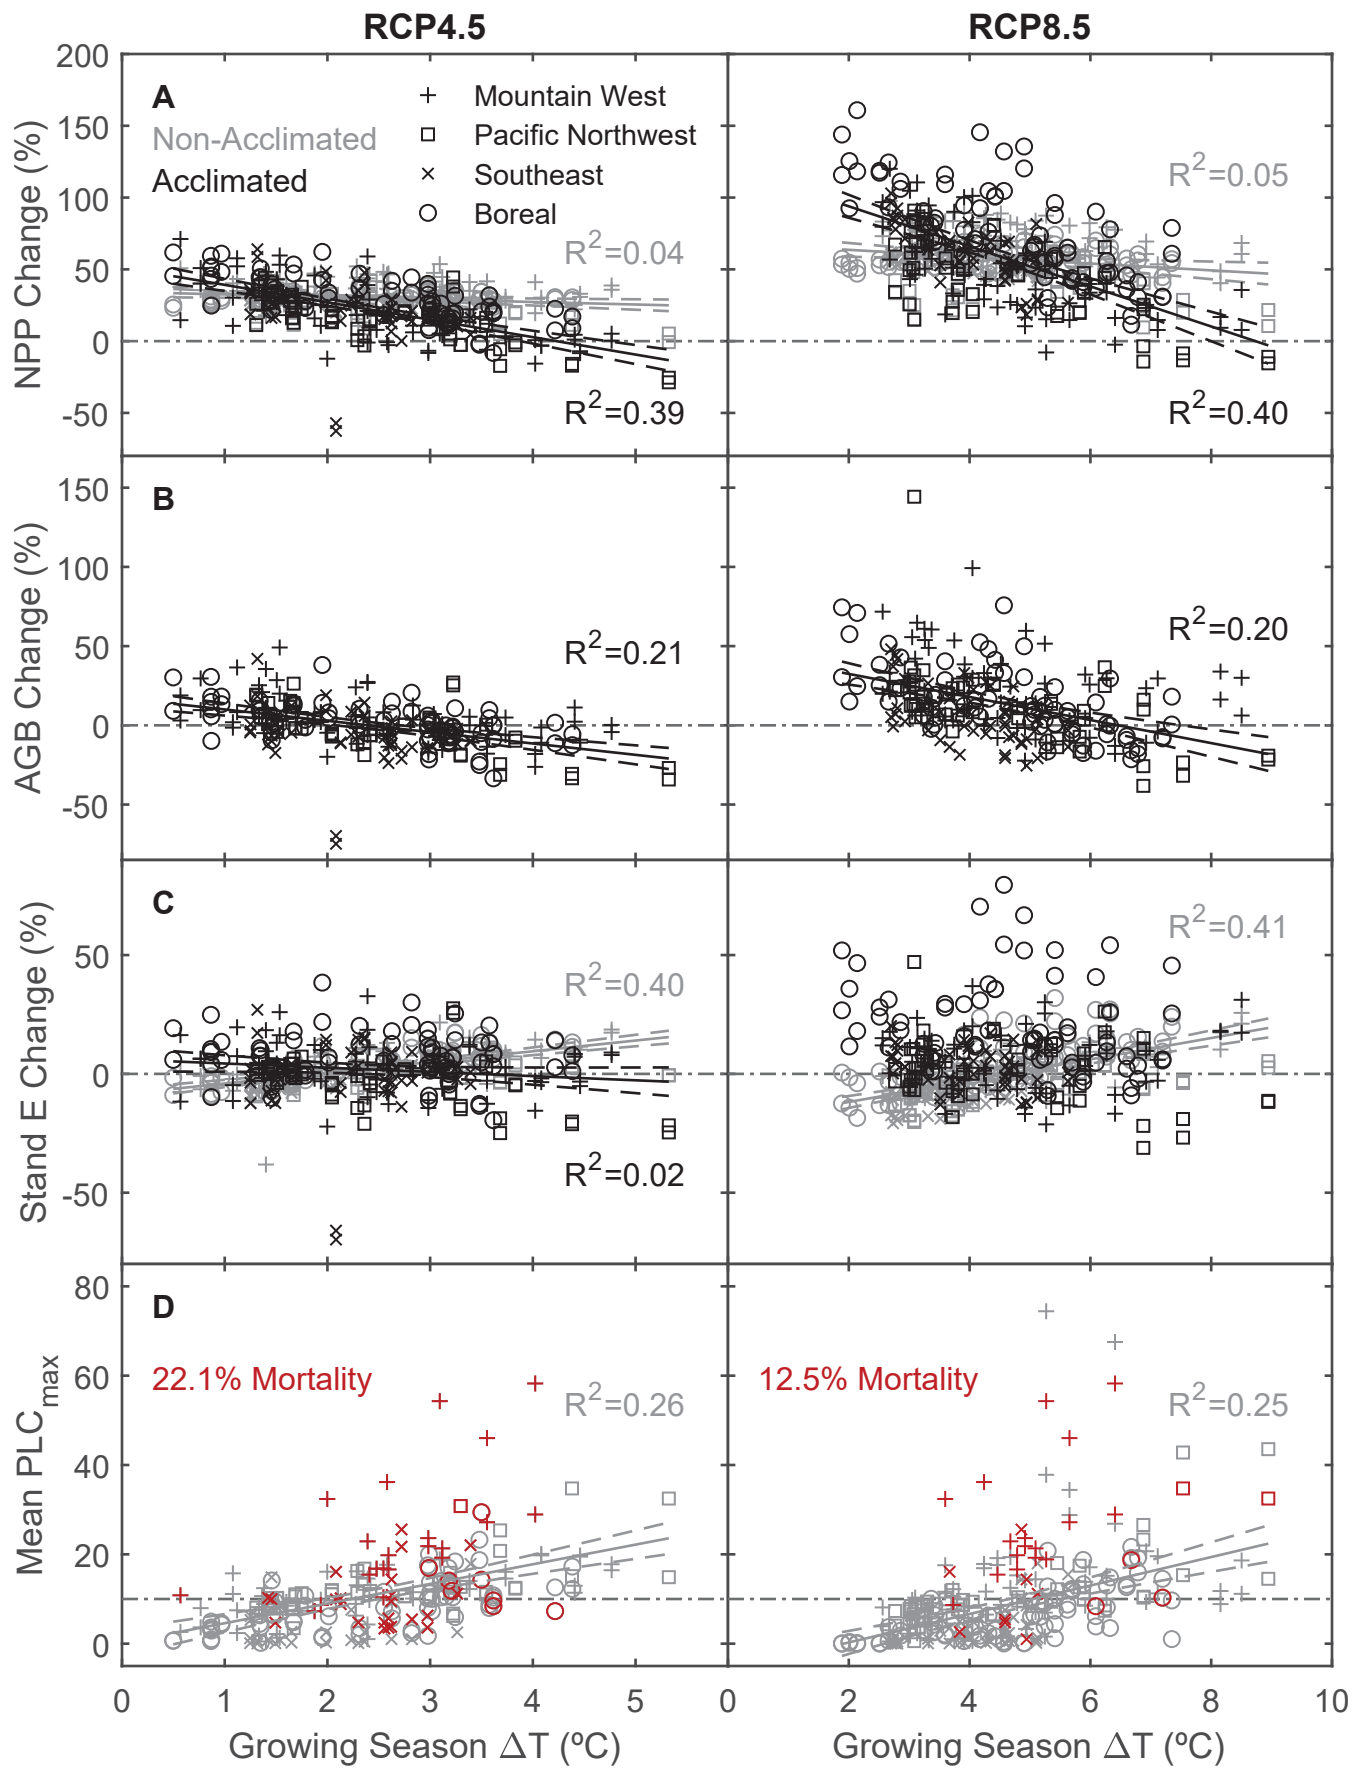 RCP4.5 RCP8.5
200
150
100
50
0
-50
NPP Change (%)
A
Non-Acclimated
Acclimated
Mountain West
Pacific Northwest
Southeast
Boreal
R²=0.04
R²=0.39
R²=0.05
R²=0.40
150
100
50
0
-50
AGB Change (%)
B
R²=0.21
R²=0.20
50
0
-50
Stand E Change (%)
C
R²=0.40
R²=0.02
R²=0.41
80
60
40
20
0
Mean PLCmax
D
22.1% Mortality
R²=0.26
12.5% Mortality
R²=0.25
0 1 2 3 4 5 0 2 4 6 8 10
Growing Season ΔT (ºC) Growing Season ΔT (ºC)